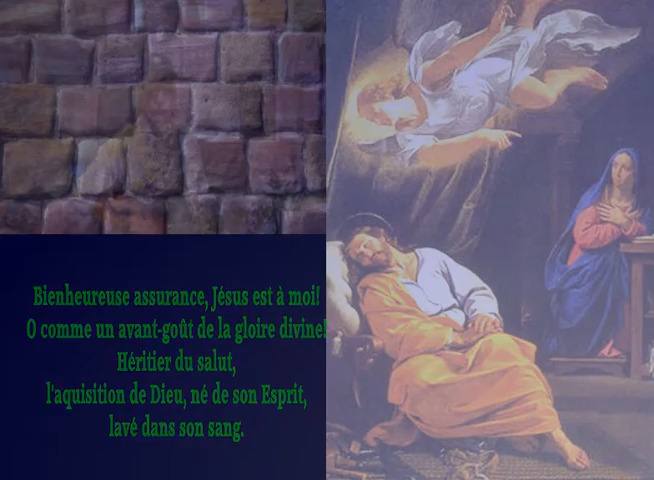 Bienheureuse assurance, Jésus est à moi!
O comme un avant-goût de la gloire divine!
Héritier du salut,
l'aquisition de Dieu, né de son Esprit,
lavé dans son sang.